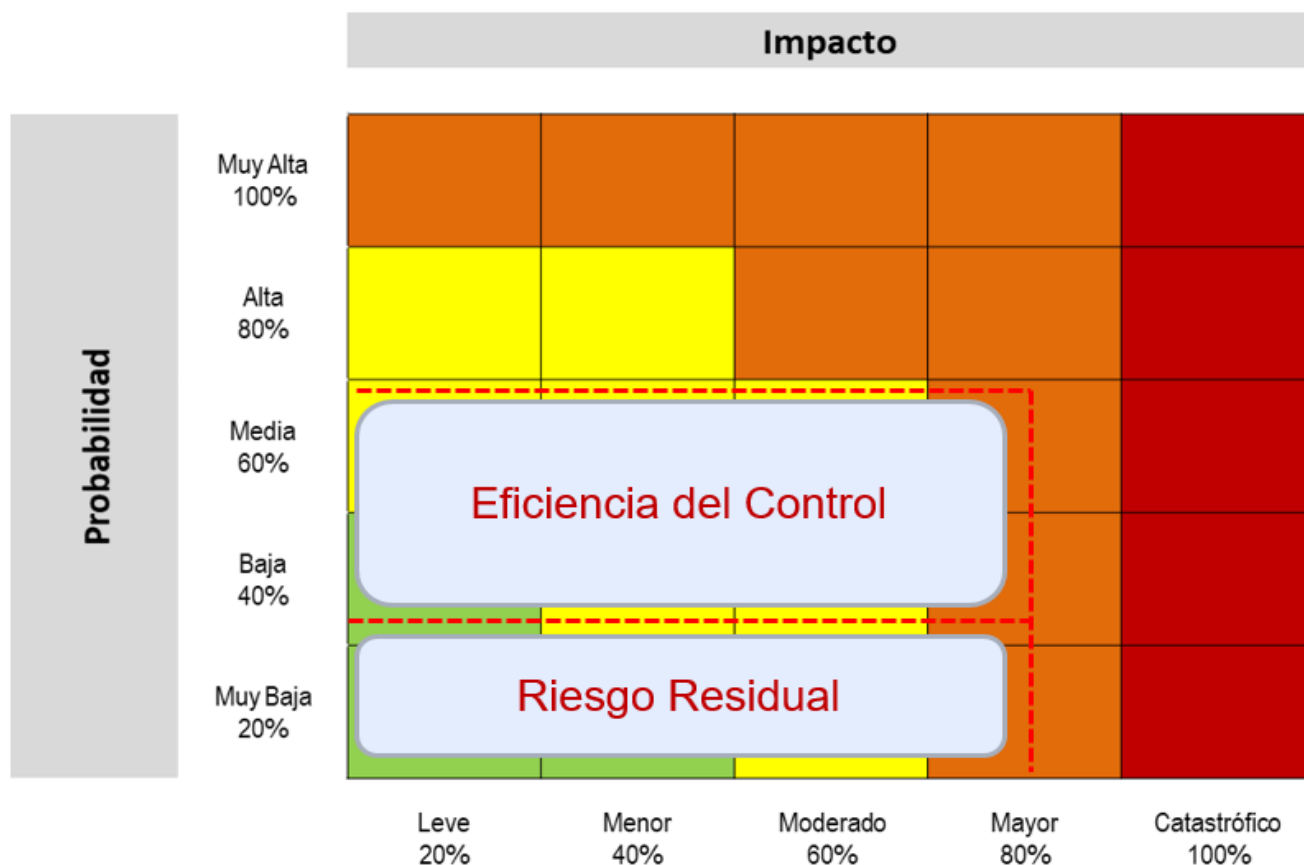 Impacto
Probabilidad
Muy Alta
100%
Alta
80%
Media
60%
Baja
40%
Muy Baja
20%
Eficiencia del Control
Riesgo Residual
Leve
20%
Menor
40%
Moderado
60%
Mayor
80%
Catastrófico
100%